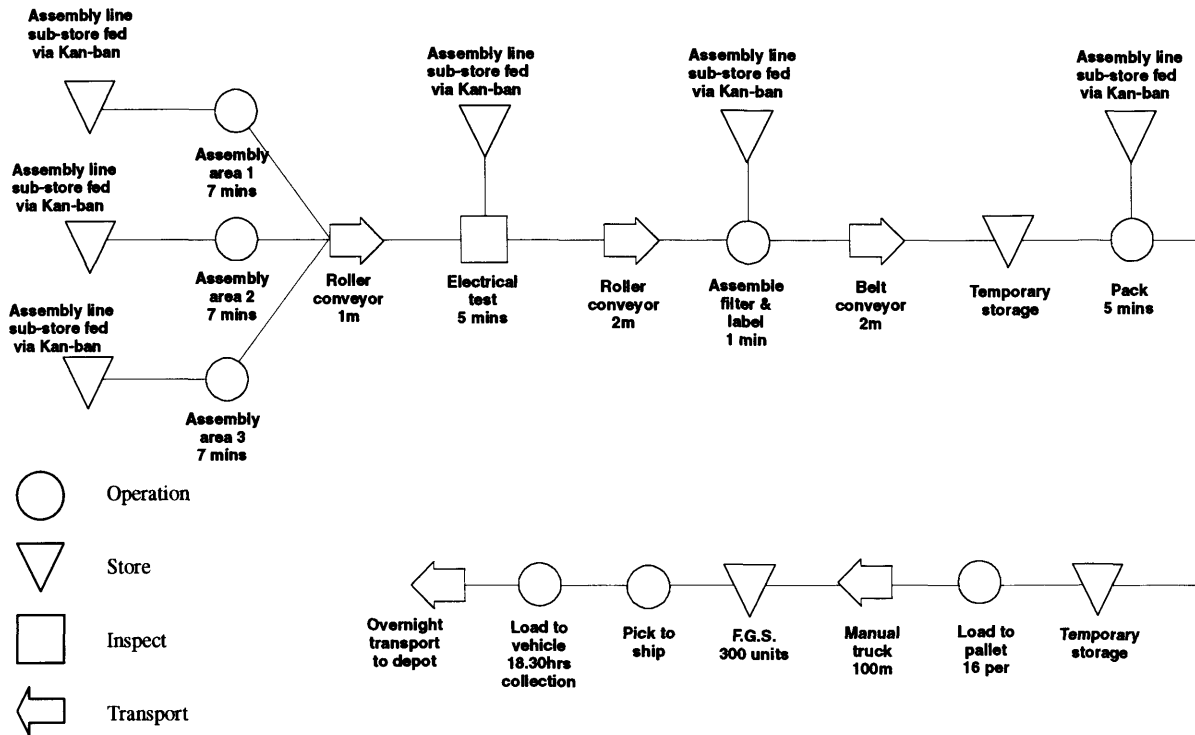 Assembly line
sub-store fed
via Kan-ban
Assembly
area 1
7 mins
Assembly line
sub-store fed
via Kan-ban
Assembly
area 2
7 mins
Assembly line
sub-store fed
via Kan-ban
Assembly
area 3
7 mins
Roller
conveyor
1m
Assembly line
sub-store fed
via Kan-ban
Electrical
test
5 mins
Roller
conveyor
2m
Assembly line
sub-store fed
via Kan-ban
Assemble
filter &
label
1 min
Belt
conveyor
2m
Temporary
storage
Assembly line
sub-store fed
via Kan-ban
Pack
5 mins
Operation
Store
Inspect
Transport
Overnight
transport
to depot
Load to
vehicle
18.30hrs
collection
Pick to
ship
F.G.S.
300 units
Manual
truck
100m
Load to
pallet
16 per
Temporary
storage